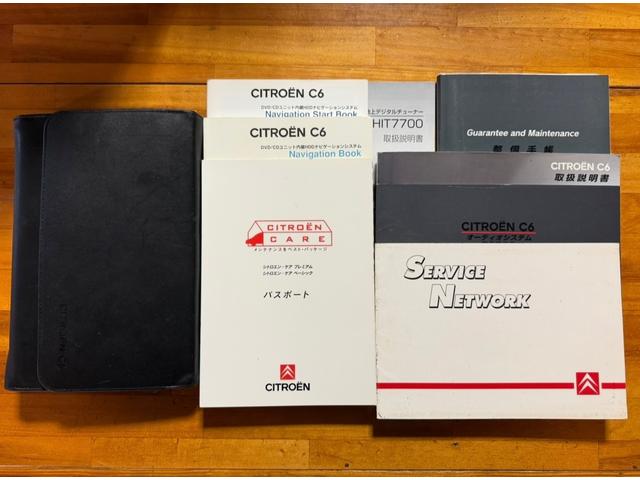 CITROËN C6
DVD/CDユニット内蔵HDDナビゲーションシステム
Navigation Start Book
CITROËN C6
DVD/CDユニット内蔵HDDナビゲーションシステム
Navigation Book
CITROËN
CARE
メンテナンス&ベスト・パッケージ
シトロエン・ケア プレミアム
シトロエン・ケア ベーシック
パスポート
CITROËN
上デジタルチューナー
HIT7700
取扱説明書
Guarantee and Maintenance
整備手帳
CITROËN C6
取扱説明書
CITROËN C6
オーディオシステム
SERVICE
NETWORK